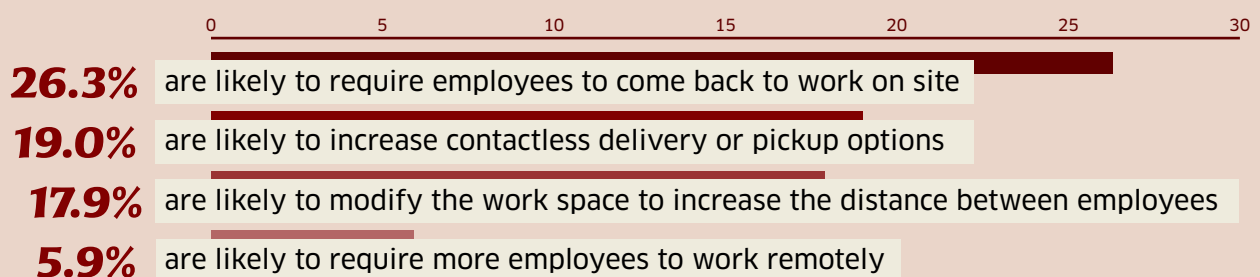 0 5 10 15 20 25 30
26.3% are likely to require employees to come back to work on site
19.0% are likely to increase contactless delivery or pickup options
17.9% are likely to modify the work space to increase the distance between employees
5.9% are likely to require more employees to work remotely